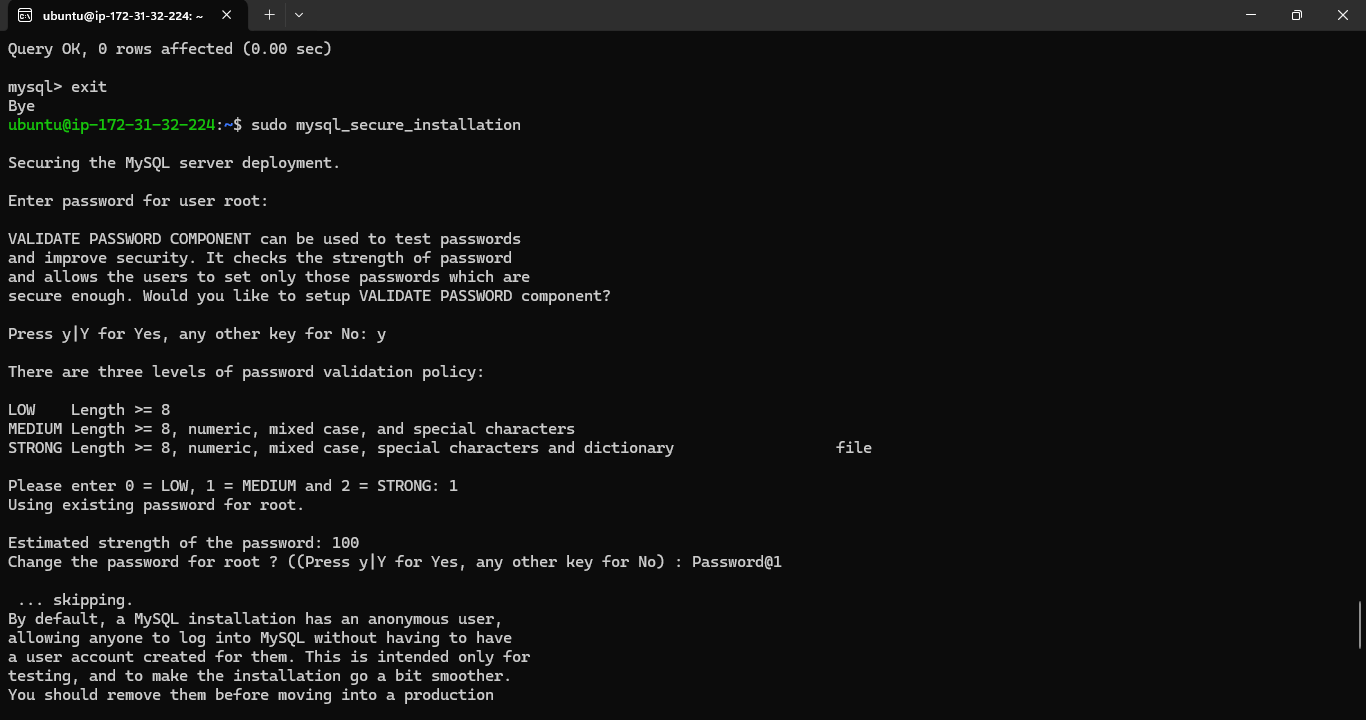 ubuntu@ip-172-31-32-224: ~
Query OK, 0 rows affected (0.00 sec)
mysql> exit
Bye
ubuntu@ip-172-31-32-224:~$ sudo mysql_secure_installation
Securing the MySQL server deployment.
Enter password for user root:
VALIDATE PASSWORD COMPONENT can be used to test passwords
and improve security. It checks the strength of password
and allows the users to set only those passwords which are
secure enough. Would you like to setup VALIDATE PASSWORD component?
Press y|Y for Yes, any other key for No: y
There are three levels of password validation policy:
LOW    Length >= 8
MEDIUM Length >= 8, numeric, mixed case, and special characters
STRONG Length >= 8, numeric, mixed case, special characters and dictionary                  file
Please enter 0 = LOW, 1 = MEDIUM and 2 = STRONG: 1
Using existing password for root.
Estimated strength of the password: 100
Change the password for root ? ((Press y|Y for Yes, any other key for No) : Password@1
 ... skipping.
By default, a MySQL installation has an anonymous user,
allowing anyone to log into MySQL without having to have
a user account created for them. This is intended only for
testing, and to make the installation go a bit smoother.
You should remove them before moving into a production